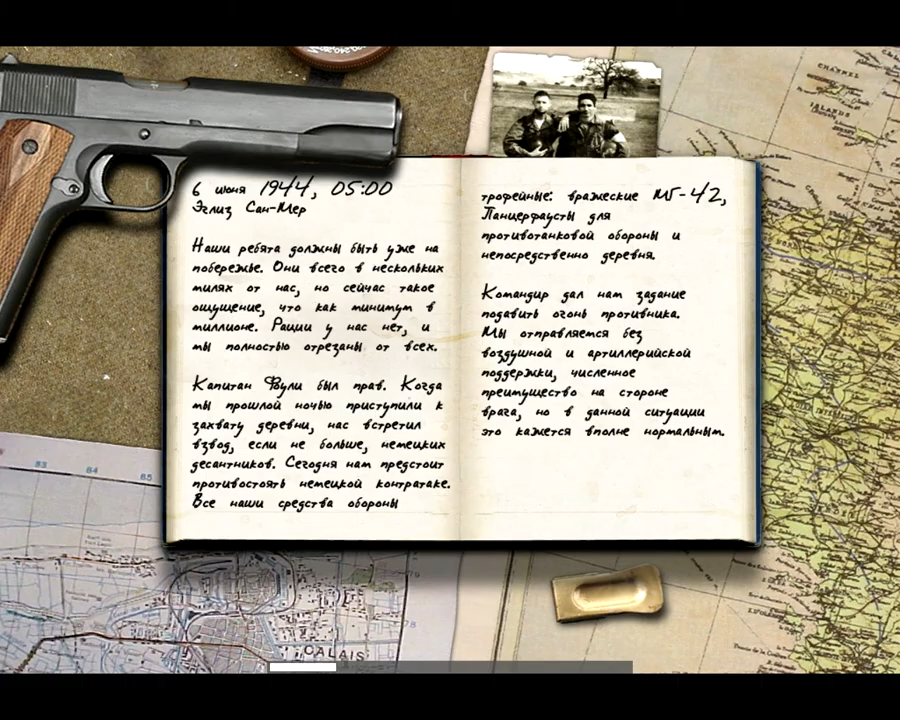 6 июня 1944, 05:00
Эглиз Сан-Мер
Наши ребята должны быть уже на
побережье. Они всего в нескольких
милях от нас, но сейчас такое
ощущение, что как минимум в
миллионе. Рации у нас нет, и
мы полностью отрезаны от всех.
Капитан Фоули был прав. Когда
мы прошлой ночью приступили к
захвату деревни, нас встретил
взвод, если не больше, немецких
десантников. Сегодня нам предстоит
противостоять немецкой контратаке.
Все наши средства обороны
трофейные: вражеские МГ-42,
Панцерфаусты для
противотанковой обороны и
непосредственно деревня.
Командир дал нам задание
подавить огонь противника.
Мы отправляемся без
воздушной и артиллерийской
поддержки, численное
преимущество на стороне
врага, но в данной ситуации
это кажется вполне нормальным.
CHANNEL
ISLANDS
83 84 85
CALAIS